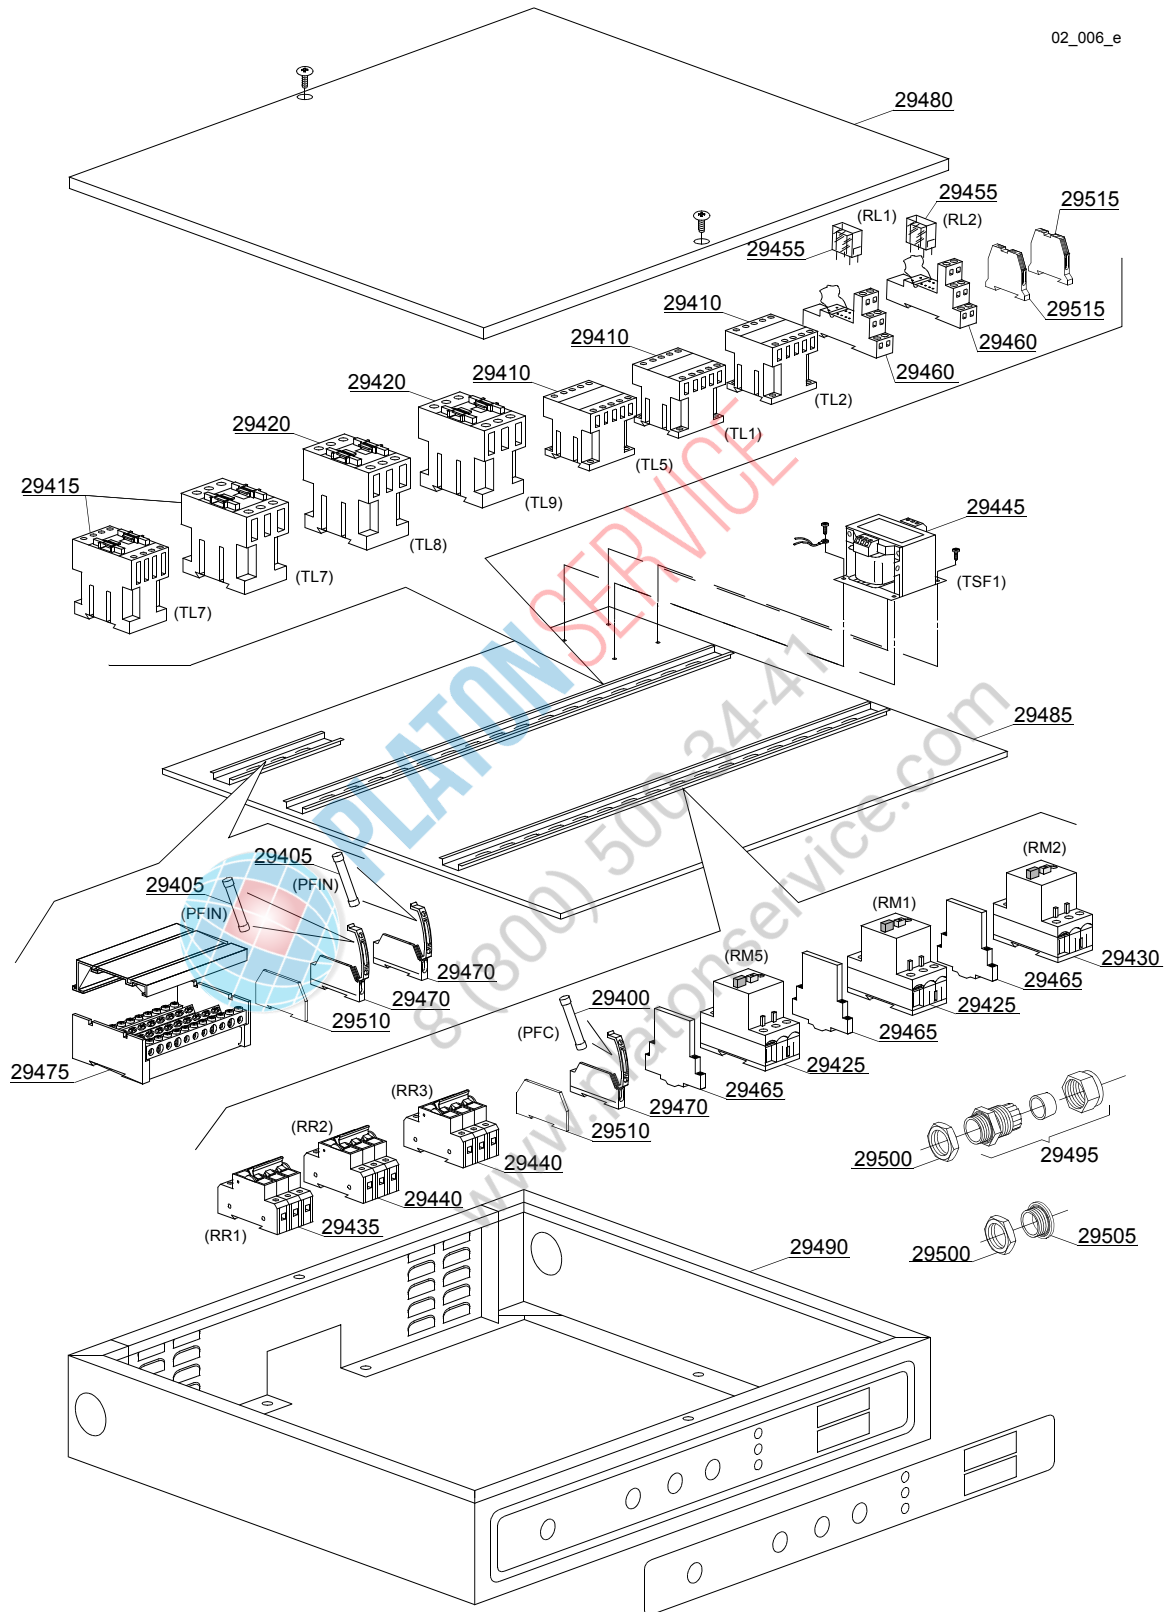 02_006_e
29480
29455
29515
(RL1)
(RL2)
29455
29410
29515
29410
29460
29410
29460
29420
(TL2)
29420
(TL1)
29415
(TL5)
(TL9)
29445
(TL8)
(TL7)
(TSF1)
(TL7)
PLATONSERVICE
8 (800) 500-34-41
www.platonservice.com
29485
29405
(PFIN)
29405
(PFIN)
(RM2)
(RM1)
(RM5)
29430
29470
29465
29470
29400
29425
29510
(PFC)
29465
29475
29425
29465
(RR3)
29470
29510
(RR2)
29440
29495
29500
29440
(RR1)
29435
29505
29490
29500